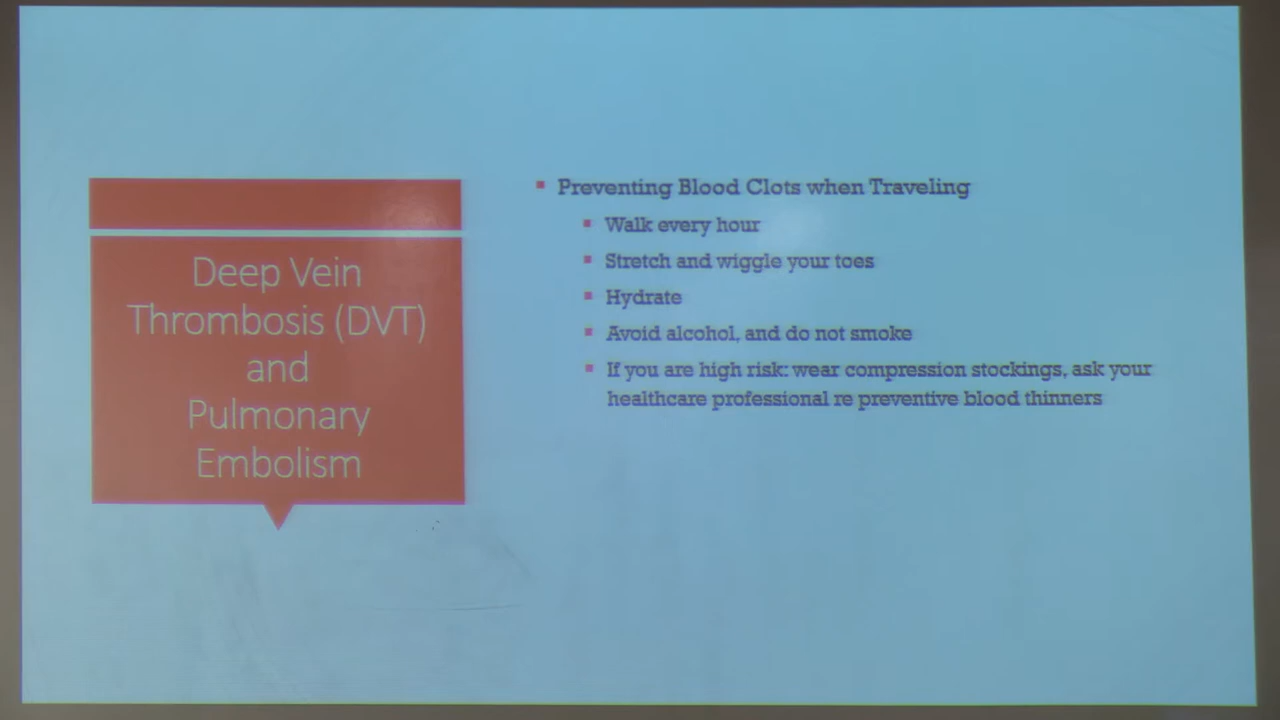 Deep Vein
Thrombosis (DVT)
and
Pulmonary
Embolism
Preventing Blood Clots when Traveling
Walk every hour
Stretch and wiggle your toes
Hydrate
Avoid alcohol, and do not smoke
If you are high risk: wear compression stockings, ask your
healthcare professional re preventive blood thinners